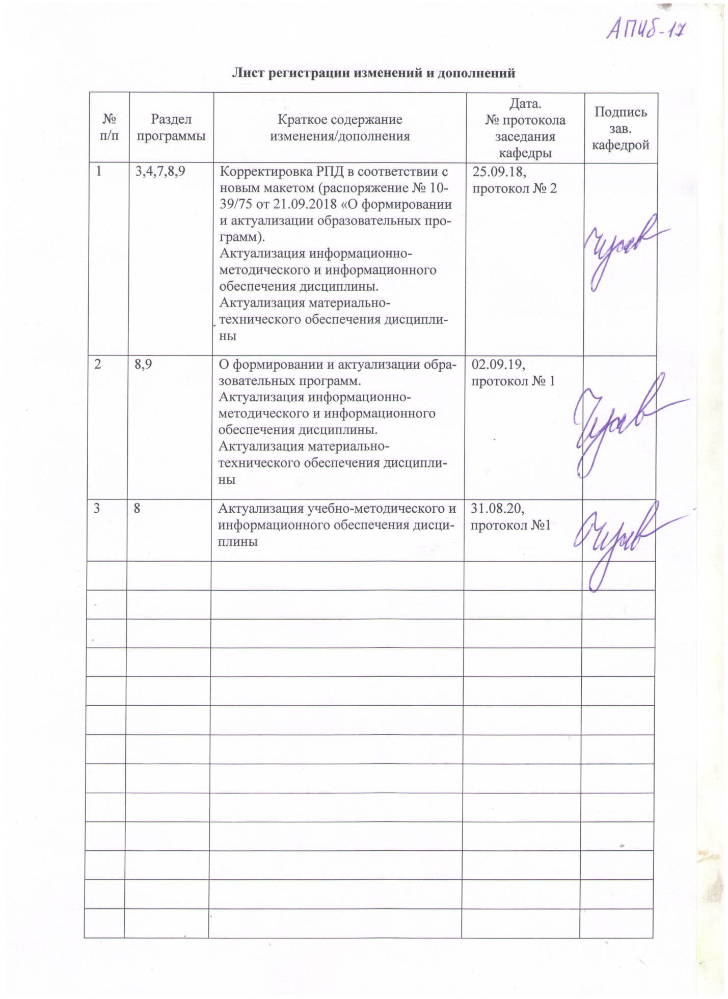 АПИб-17
Лист регистрации изменений и дополнений
№
п/п
Раздел
программы
Краткое содержание
изменения/дополнения
Дата.
№ протокола
заседания
кафедры
Подпись
зав.
кафедрой
1
3,4,7,8,9
Корректировка РПД в соответствии с
новым макетом (распоряжение № 10-
39/75 от 21.09.2018 «О формировании
и актуализации образовательных про-
грамм).
Актуализация информационно-
методического и информационного
обеспечения дисциплины.
Актуализация материально-
технического обеспечения дисципли-
ны
25.09.18,
протокол № 2
2
8,9
О формировании и актуализации обра-
зовательных программ.
Актуализация информационно-
методического и информационного
обеспечения дисциплины.
Актуализация материально-
технического обеспечения дисципли-
ны
02.09.19,
протокол № 1
3
8
Актуализация учебно-методического и
информационного обеспечения дисци-
плины
31.08.20,
протокол №1